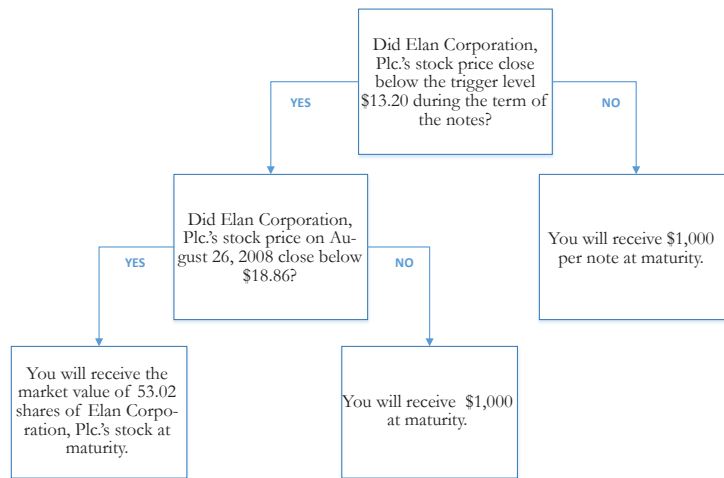 Did Elan Corporation,
Plc.'s stock price close
below the trigger level
$13.20 during the term of
the notes?
YES
NO
Did Elan Corporation,
Plc.'s stock price on Au-
gust 26, 2008 close below
$18.86?
You will receive $1,000
per note at maturity.
YES
NO
You will receive the
market value of 53.02
shares of Elan Corpo-
ration, Plc.'s stock at
maturity.
You will receive $1,000
at maturity.